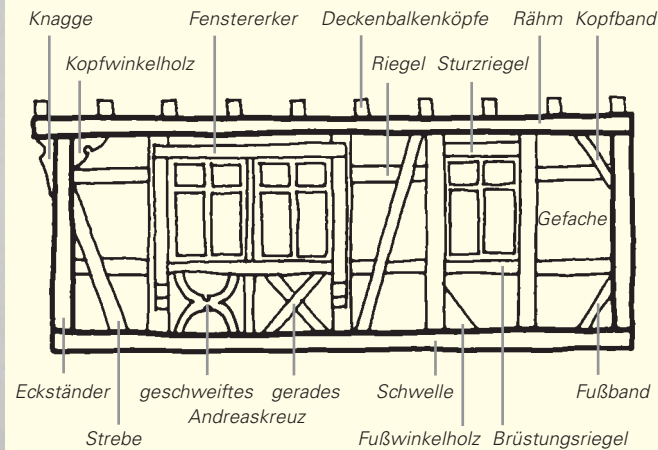 Knagge Fenstererker Deckenbalkenköpfe Rähm Kopfband
Kopfwinkelholz Riegel Sturzriegel
Gefache
Eckständer geschweiftes gerades Schwelle Fußband
Andreaskreuz
Strebe Fußwinkelholz Brüstungsriegel